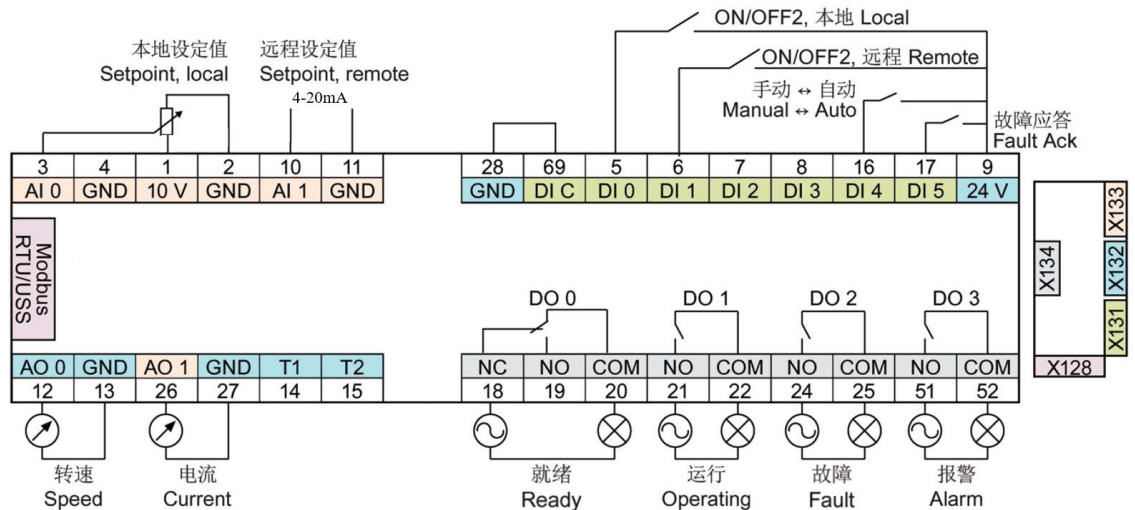 ON/OFF2, 本地 Local
本地设定值 远程设定值
Setpoint, local Setpoint, remote
4-20mA
ON/OFF2, 远程 Remote
手动 ↔ 自动
Manual ↔ Auto
故障应答
Fault Ack
3 4 1 2 10 11 28 69 5 6 7 8 16 17 9
AI 0 GND 10 V GND AI 1 GND GND DI C DI 0 DI 1 DI 2 DI 3 DI 4 DI 5 24 V
Modbus
RTU/USS
X133
X134
X132
X131
X128
DO 0 DO 1 DO 2 DO 3
AO 0 GND AO 1 GND T1 T2 NC NO COM NO COM NO COM NO COM
12 13 26 27 14 15 18 19 20 21 22 24 25 51 52
转速 电流 就绪 运行 故障 报警
Speed Current Ready Operating Fault Alarm